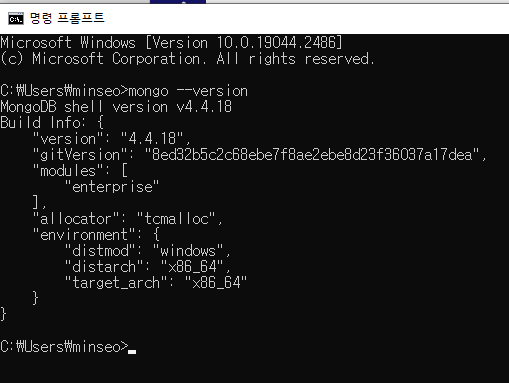 명령 프롬프트
Microsoft Windows [Version 10.0.19044.2486]
(c) Microsoft Corporation. All rights reserved.
C:₩Users₩minseo>mongo --version
MongoDB shell version v4.4.18
Build Info: {
    "version": "4.4.18",
    "gitVersion": "8ed32b5c2c68ebe7f8ae2ebe8d23f36037a17dea",
    "modules": [
        "enterprise"
    ],
    "allocator": "tcmalloc",
    "environment": {
        "distmod": "windows",
        "distarch": "x86_64",
        "target_arch": "x86_64"
    }
}
C:₩Users₩minseo>